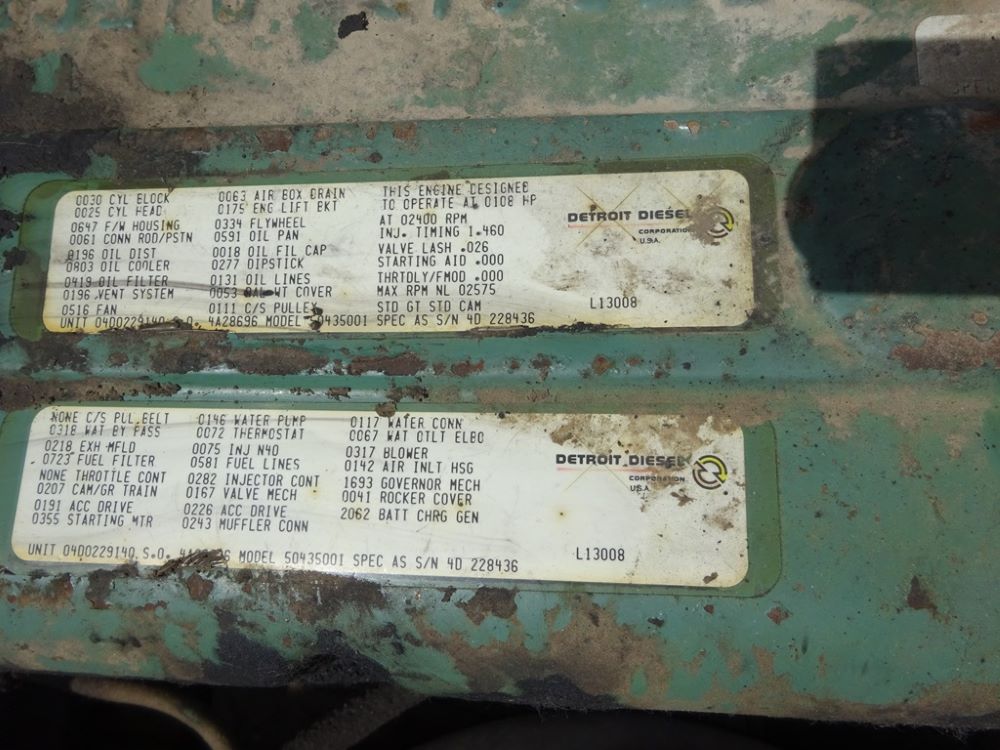 0030 CYL BLOCK 0063 AIR BOX DRAIN THIS ENGINE DESIGNED
0025 CYL HEAD 0175 ENG LIFT BKT TO OPERATE AT 0108 HP
0647 F/W HOUSING 0334 FLYWHEEL AT 02400 RPM
0061 CONN ROD/PSTN 0591 OIL PAN INJ. TIMING 1.460
0196 OIL DIST 0018 OIL FIL CAP VALVE LASH .026
0803 OIL COOLER 0277 DIPSTICK STARTING AID .000
0419 OIL FILTER 0131 OIL LINES THRTDLY/FMOD .000
0196 VENT SYSTEM 0053 BAL WT COVER MAX RPM NL 02575
0516 FAN 0111 C/S PULLEY STD GT STD CAM
UNIT 04D0229140 S.O. 4A28696 MODEL 50435001 SPEC AS S/N 4D 228436
DETROIT DIESEL
CORPORATION
U.S.A.
L13008
NONE C/S PUL BELT 0146 WATER PUMP 0117 WATER CONN
0318 WAT BY PASS 0072 THERMOSTAT 0067 WAT OTLT ELBO
0218 EXH MFLD 0075 INJ N40 0317 BLOWER
0723 FUEL FILTER 0581 FUEL LINES 0142 AIR INLT HSG
NONE THROTTLE CONT 0282 INJECTOR CONT 1693 GOVERNOR MECH
0207 CAM/GR TRAIN 0167 VALVE MECH 0041 ROCKER COVER
0191 ACC DRIVE 0226 ACC DRIVE 2062 BATT CHRG GEN
0355 STARTING MTR 0243 MUFFLER CONN
UNIT 04D0229140 S.O. MODEL 50435001 SPEC AS S/N 4D 228436
DETROIT DIESEL
CORPORATION
U.S.A.
L13008